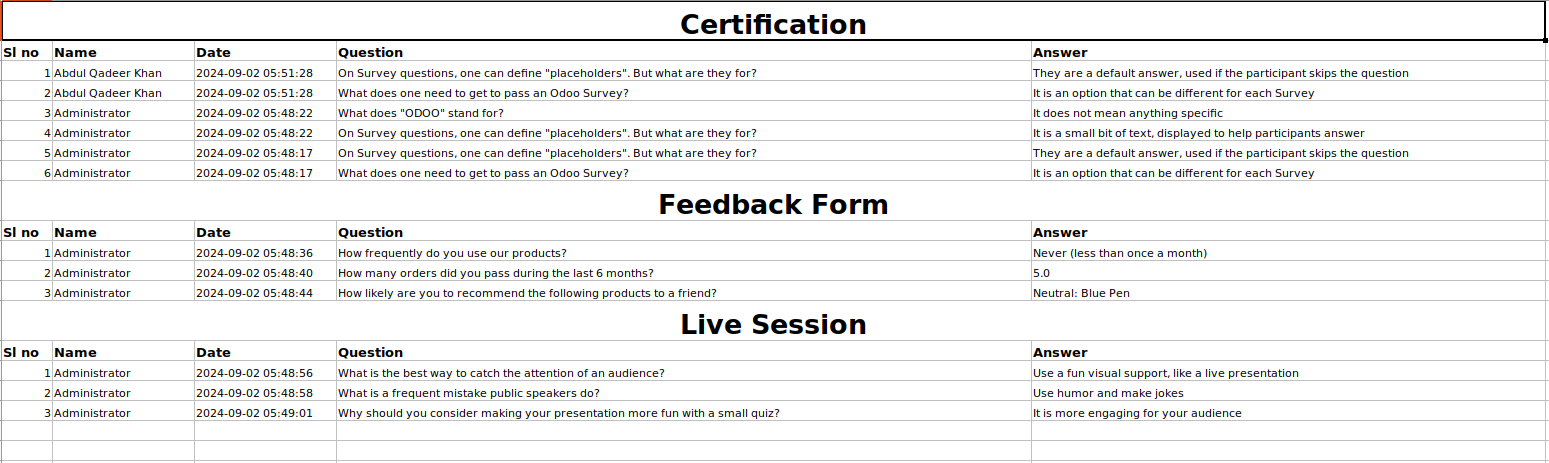 Certification
Sl no Name Date Question Answer
1 Abdul Qadeer Khan 2024-09-02 05:51:28 On Survey questions, one can define "placeholders". But what are they for? They are a default answer, used if the participant skips the question
2 Abdul Qadeer Khan 2024-09-02 05:51:28 What does one need to get to pass an Odoo Survey? It is an option that can be different for each Survey
3 Administrator 2024-09-02 05:48:22 What does "ODOO" stand for? It does not mean anything specific
4 Administrator 2024-09-02 05:48:22 On Survey questions, one can define "placeholders". But what are they for? It is a small bit of text, displayed to help participants answer
5 Administrator 2024-09-02 05:48:17 On Survey questions, one can define "placeholders". But what are they for? They are a default answer, used if the participant skips the question
6 Administrator 2024-09-02 05:48:17 What does one need to get to pass an Odoo Survey? It is an option that can be different for each Survey
Feedback Form
Sl no Name Date Question Answer
1 Administrator 2024-09-02 05:48:36 How frequently do you use our products? Never (less than once a month)
2 Administrator 2024-09-02 05:48:40 How many orders did you pass during the last 6 months? 5.0
3 Administrator 2024-09-02 05:48:44 How likely are you to recommend the following products to a friend? Neutral: Blue Pen
Live Session
Sl no Name Date Question Answer
1 Administrator 2024-09-02 05:48:56 What is the best way to catch the attention of an audience? Use a fun visual support, like a live presentation
2 Administrator 2024-09-02 05:48:58 What is a frequent mistake public speakers do? Use humor and make jokes
3 Administrator 2024-09-02 05:49:01 Why should you consider making your presentation more fun with a small quiz? It is more engaging for your audience